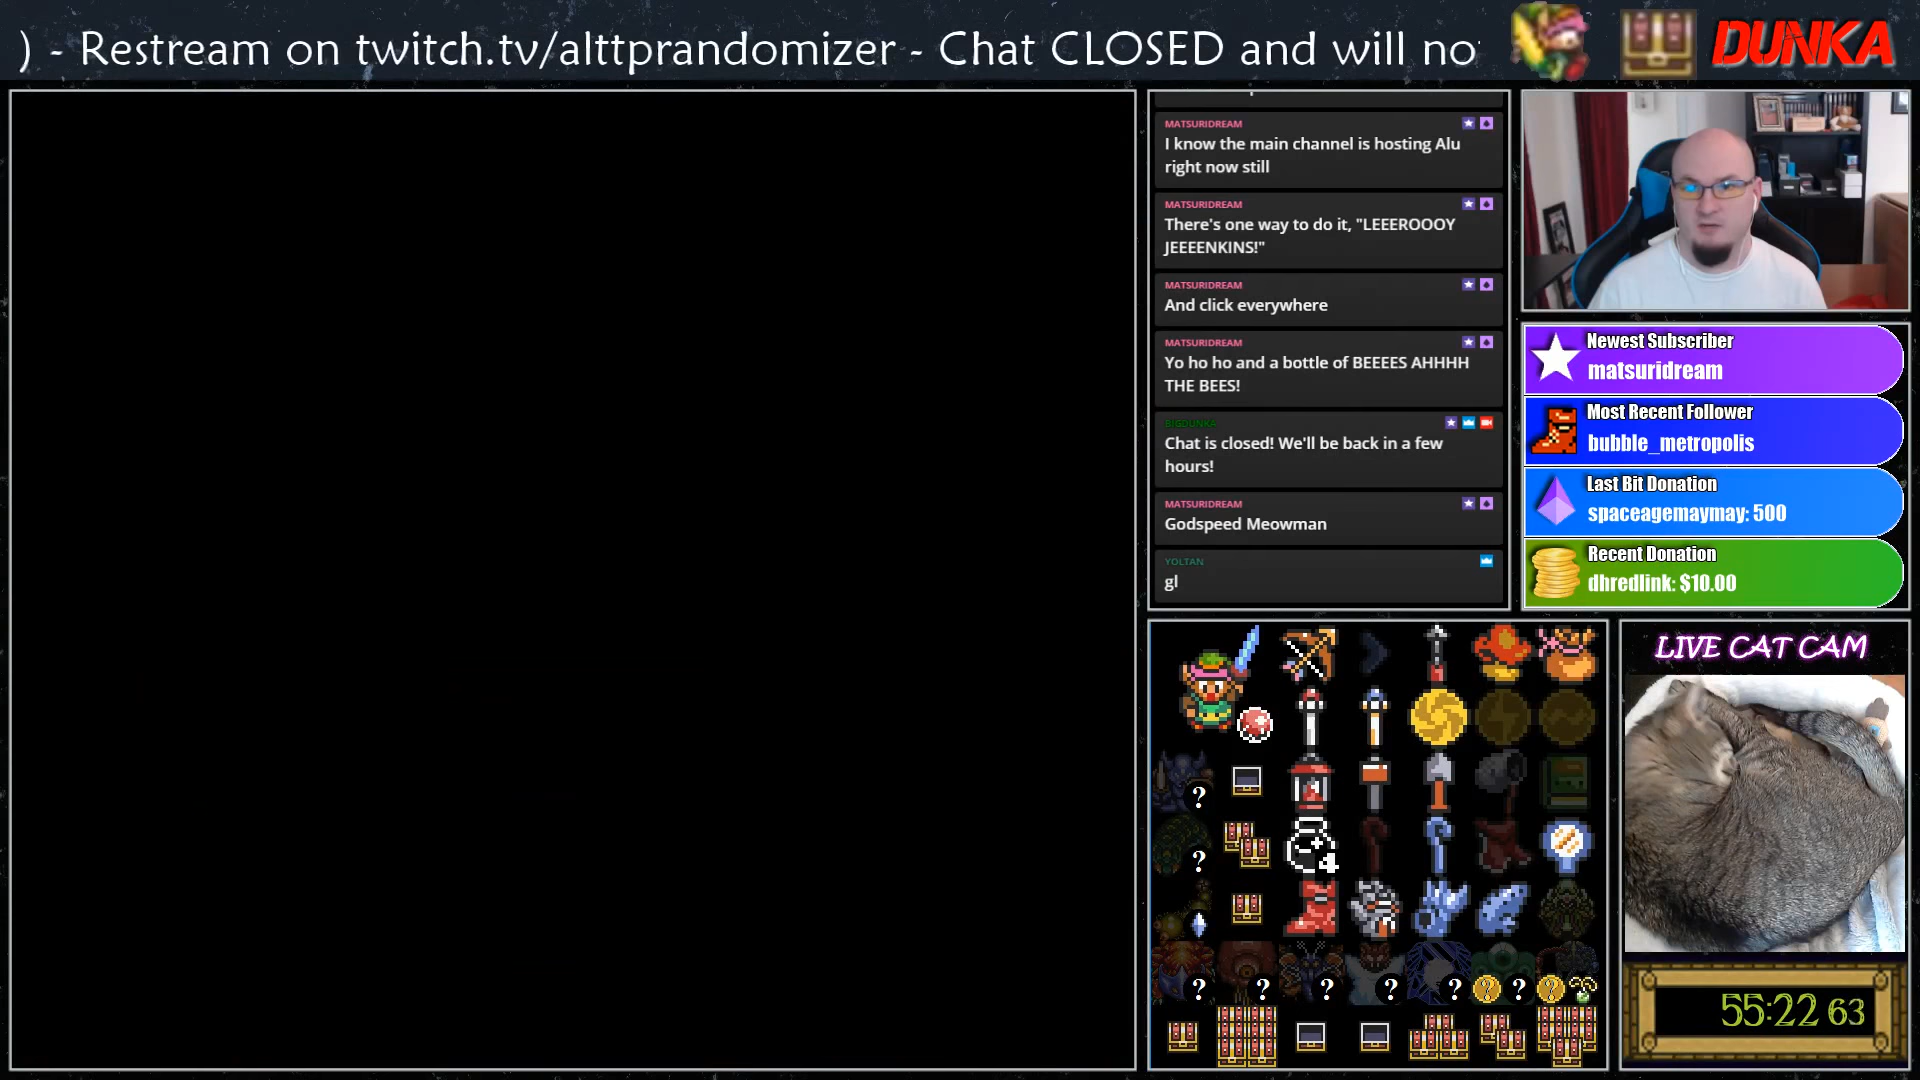 ) - Restream on twitch.tv/alttprandomizer - Chat CLOSED and will no
DUNKA
MATSURIDREAM
I know the main channel is hosting Alu
right now still
MATSURIDREAM
There's one way to do it, "LEEEROOOY
JEEEENKINS!"
MATSURIDREAM
And click everywhere
MATSURIDREAM
Yo ho ho and a bottle of BEEEES AHHHH
THE BEES!
BIGDUNKA
Chat is closed! We'll be back in a few
hours!
MATSURIDREAM
Godspeed Meowman
YOLTAN
gl
Newest Subscriber
matsuridream
Most Recent Follower
bubble_metropolis
Last Bit Donation
spaceagemaymay: 500
Recent Donation
dhredlink: $10.00
?
? 4
? ? ? ? ? ? ? ?
LIVE CAT CAM
55:22 63